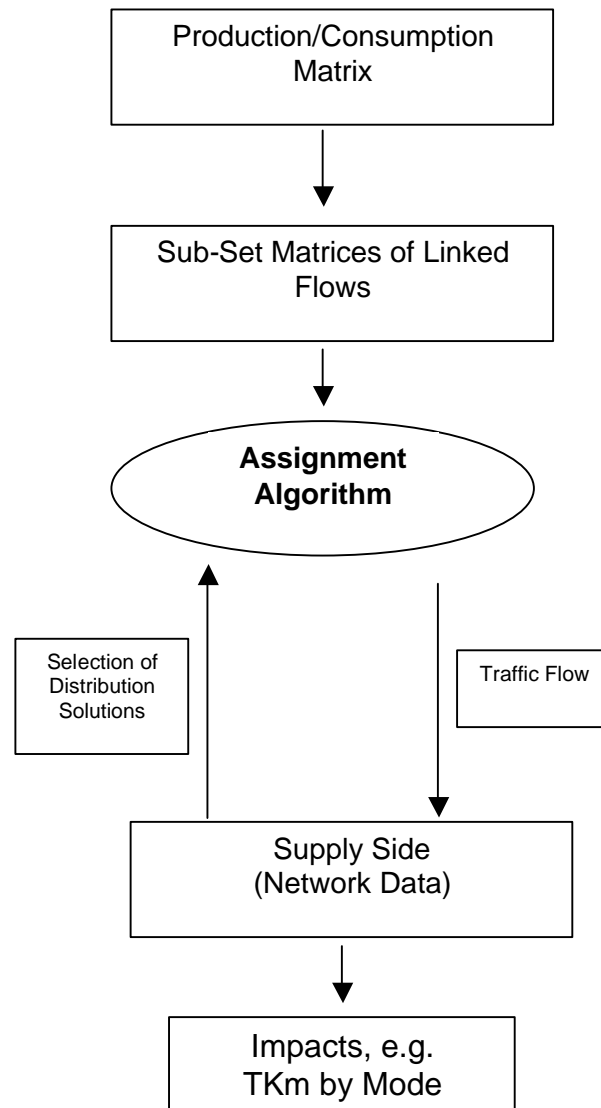 Production/Consumption
Matrix
Sub-Set Matrices of Linked
Flows
Assignment
Algorithm
Selection of
Distribution
Solutions
Traffic Flow
Supply Side
(Network Data)
Impacts, e.g.
TKm by Mode